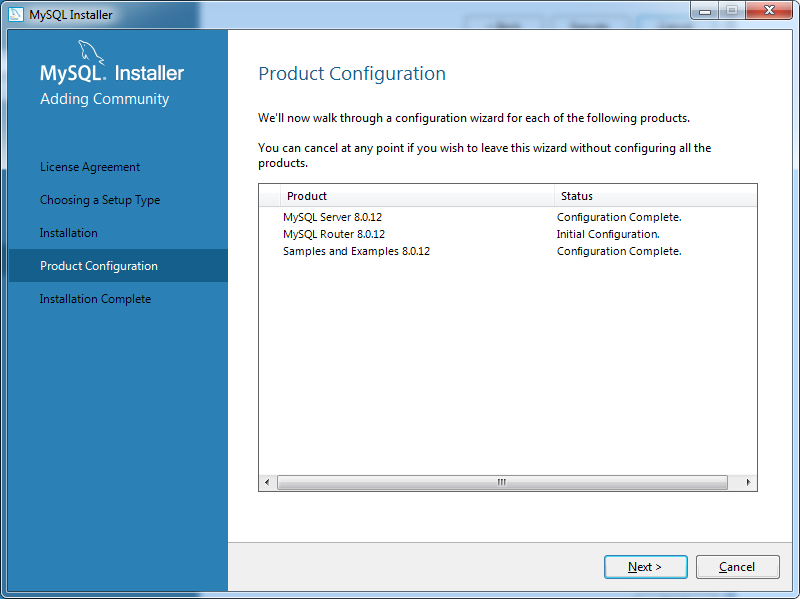 MySQL Installer
MySQL. Installer
Adding Community
License Agreement
Choosing a Setup Type
Installation
Product Configuration
Installation Complete
Product Configuration
We'll now walk through a configuration wizard for each of the following products.
You can cancel at any point if you wish to leave this wizard without configuring all the
products.
Product Status
MySQL Server 8.0.12 Configuration Complete.
MySQL Router 8.0.12 Initial Configuration.
Samples and Examples 8.0.12 Configuration Complete.
Next > Cancel